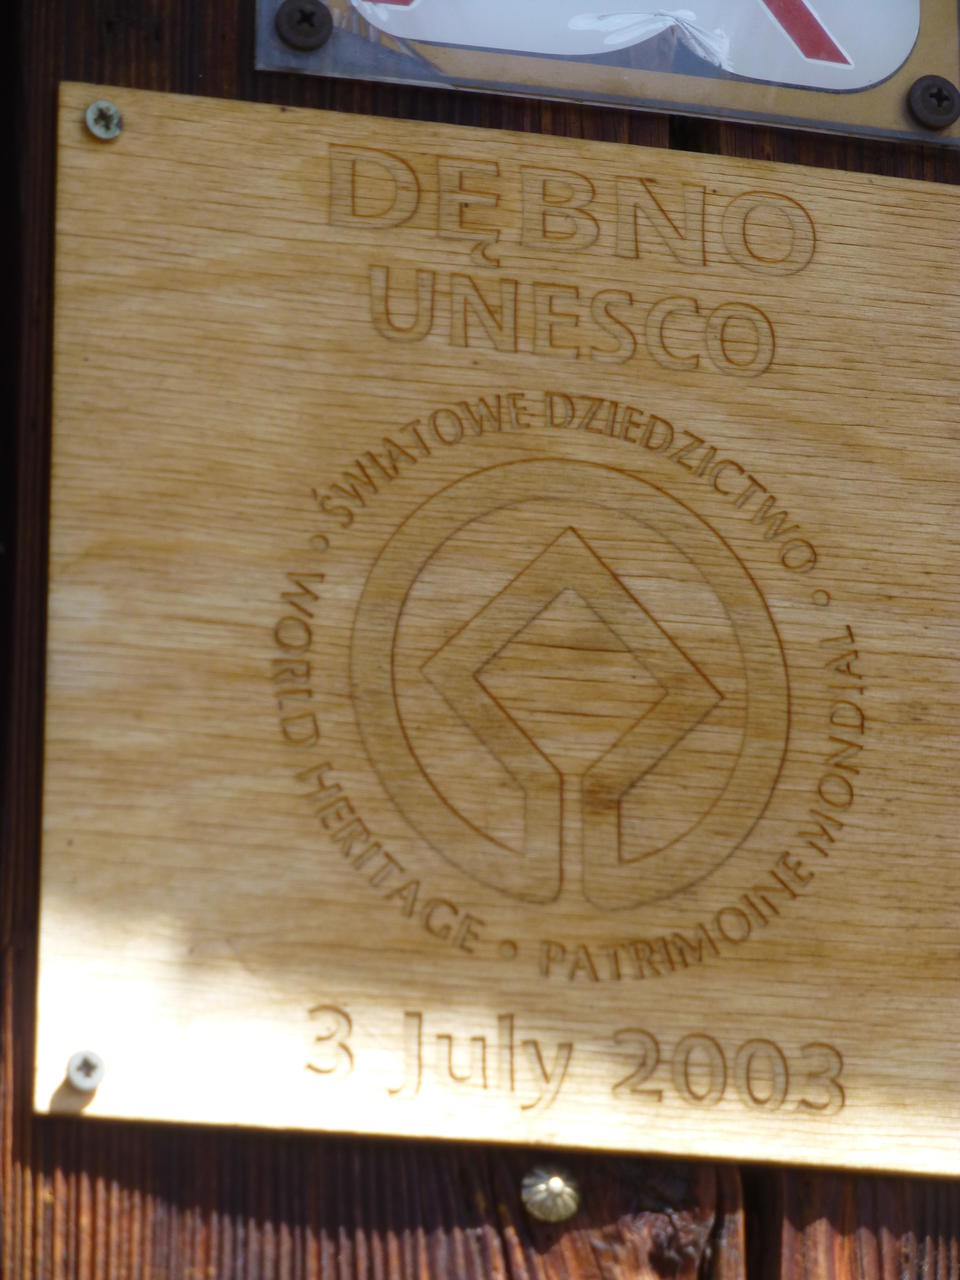 DĘBNO
UNESCO
• ŚWIATOWE DZIEDZICTWO •
WORLD HERITAGE •
PATRIMOINE MONDIAL
3 July 2003